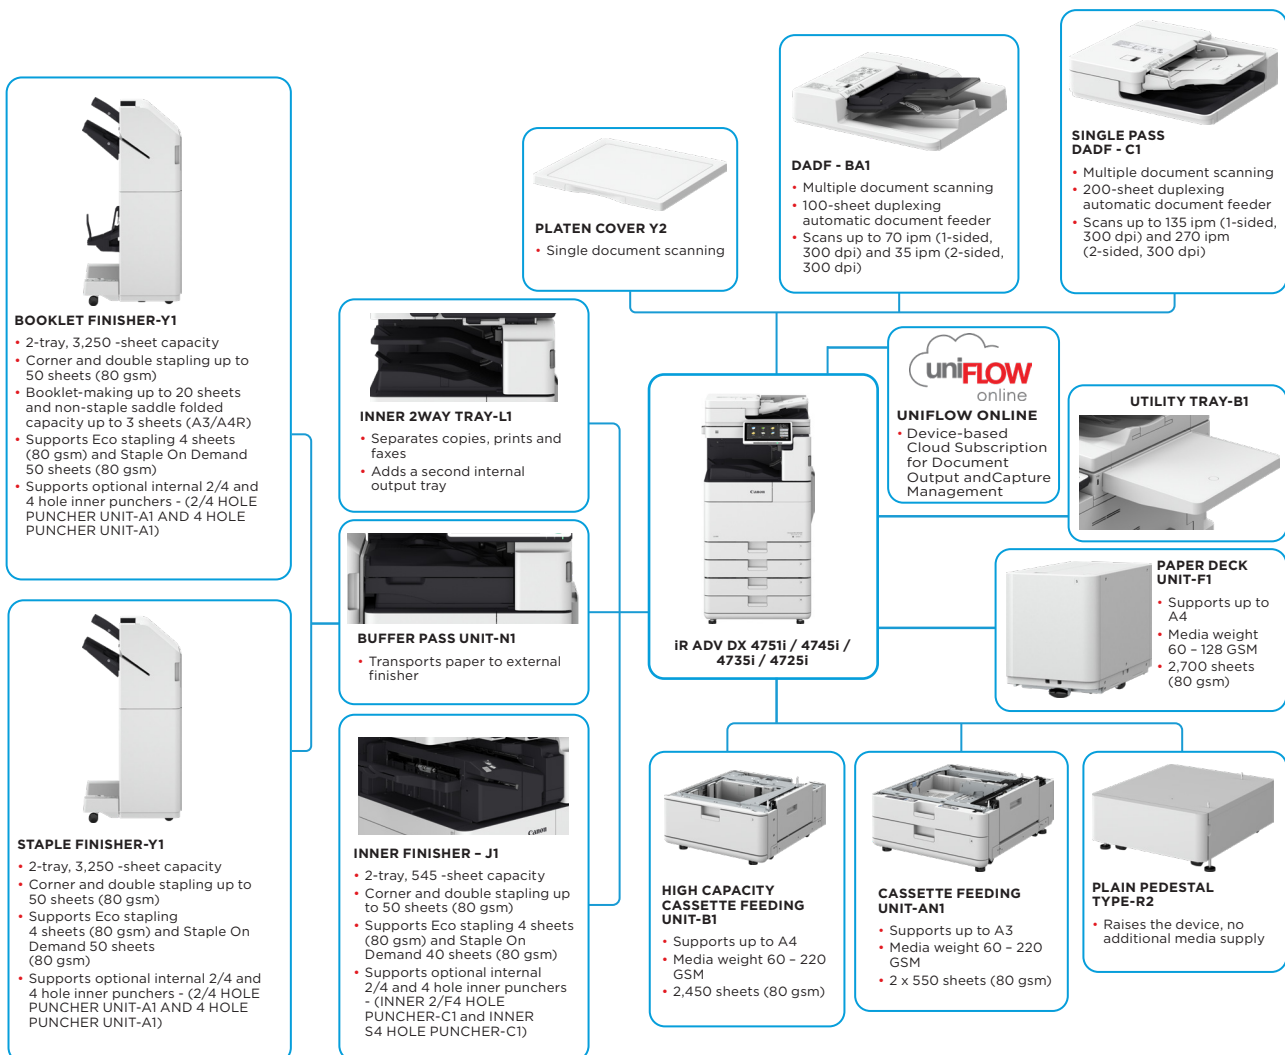 BOOKLET FINISHER-Y1
• 2-tray, 3,250 -sheet capacity
• Corner and double stapling up to
50 sheets (80 gsm)
• Booklet-making up to 20 sheets
and non-staple saddle folded
capacity up to 3 sheets (A3/A4R)
• Supports Eco stapling 4 sheets
(80 gsm) and Staple On Demand
50 sheets (80 gsm)
• Supports optional internal 2/4 and
4 hole inner punchers - (2/4 HOLE
PUNCHER UNIT-A1 AND 4 HOLE
PUNCHER UNIT-A1)
STAPLE FINISHER-Y1
• 2-tray, 3,250 -sheet capacity
• Corner and double stapling up to
50 sheets (80 gsm)
• Supports Eco stapling
4 sheets (80 gsm) and Staple On
Demand 50 sheets
(80 gsm)
• Supports optional internal 2/4 and
4 hole inner punchers - (2/4 HOLE
PUNCHER UNIT-A1 AND 4 HOLE
PUNCHER UNIT-A1)
INNER 2WAY TRAY-L1
• Separates copies, prints and
faxes
• Adds a second internal
output tray
BUFFER PASS UNIT-N1
• Transports paper to external
finisher
Canon
INNER FINISHER – J1
• 2-tray, 545 -sheet capacity
• Corner and double stapling up
to 50 sheets (80 gsm)
• Supports Eco stapling 4 sheets
(80 gsm) and Staple On
Demand 40 sheets (80 gsm)
• Supports optional internal
2/4 and 4 hole inner punchers
- (INNER 2/F4 HOLE
PUNCHER-C1 and INNER
S4 HOLE PUNCHER-C1)
PLATEN COVER Y2
• Single document scanning
DADF - BA1
• Multiple document scanning
• 100-sheet duplexing
automatic document feeder
• Scans up to 70 ipm (1-sided,
300 dpi) and 35 ipm (2-sided,
300 dpi)
SINGLE PASS
DADF - C1
• Multiple document scanning
• 200-sheet duplexing
automatic document feeder
• Scans up to 135 ipm (1-sided,
300 dpi) and 270 ipm
(2-sided, 300 dpi)
Canon
iR ADV DX 4751i / 4745i /
4735i / 4725i
uniFLOW
online
UNIFLOW ONLINE
• Device-based
Cloud Subscription
for Document
Output andCapture
Management
UTILITY TRAY-B1
PAPER DECK
UNIT-F1
• Supports up to
A4
• Media weight
60 – 128 GSM
• 2,700 sheets
(80 gsm)
HIGH CAPACITY
CASSETTE FEEDING
UNIT-B1
• Supports up to A4
• Media weight 60 – 220
GSM
• 2,450 sheets (80 gsm)
CASSETTE FEEDING
UNIT-AN1
• Supports up to A3
• Media weight 60 – 220
GSM
• 2 x 550 sheets (80 gsm)
PLAIN PEDESTAL
TYPE-R2
• Raises the device, no
additional media supply